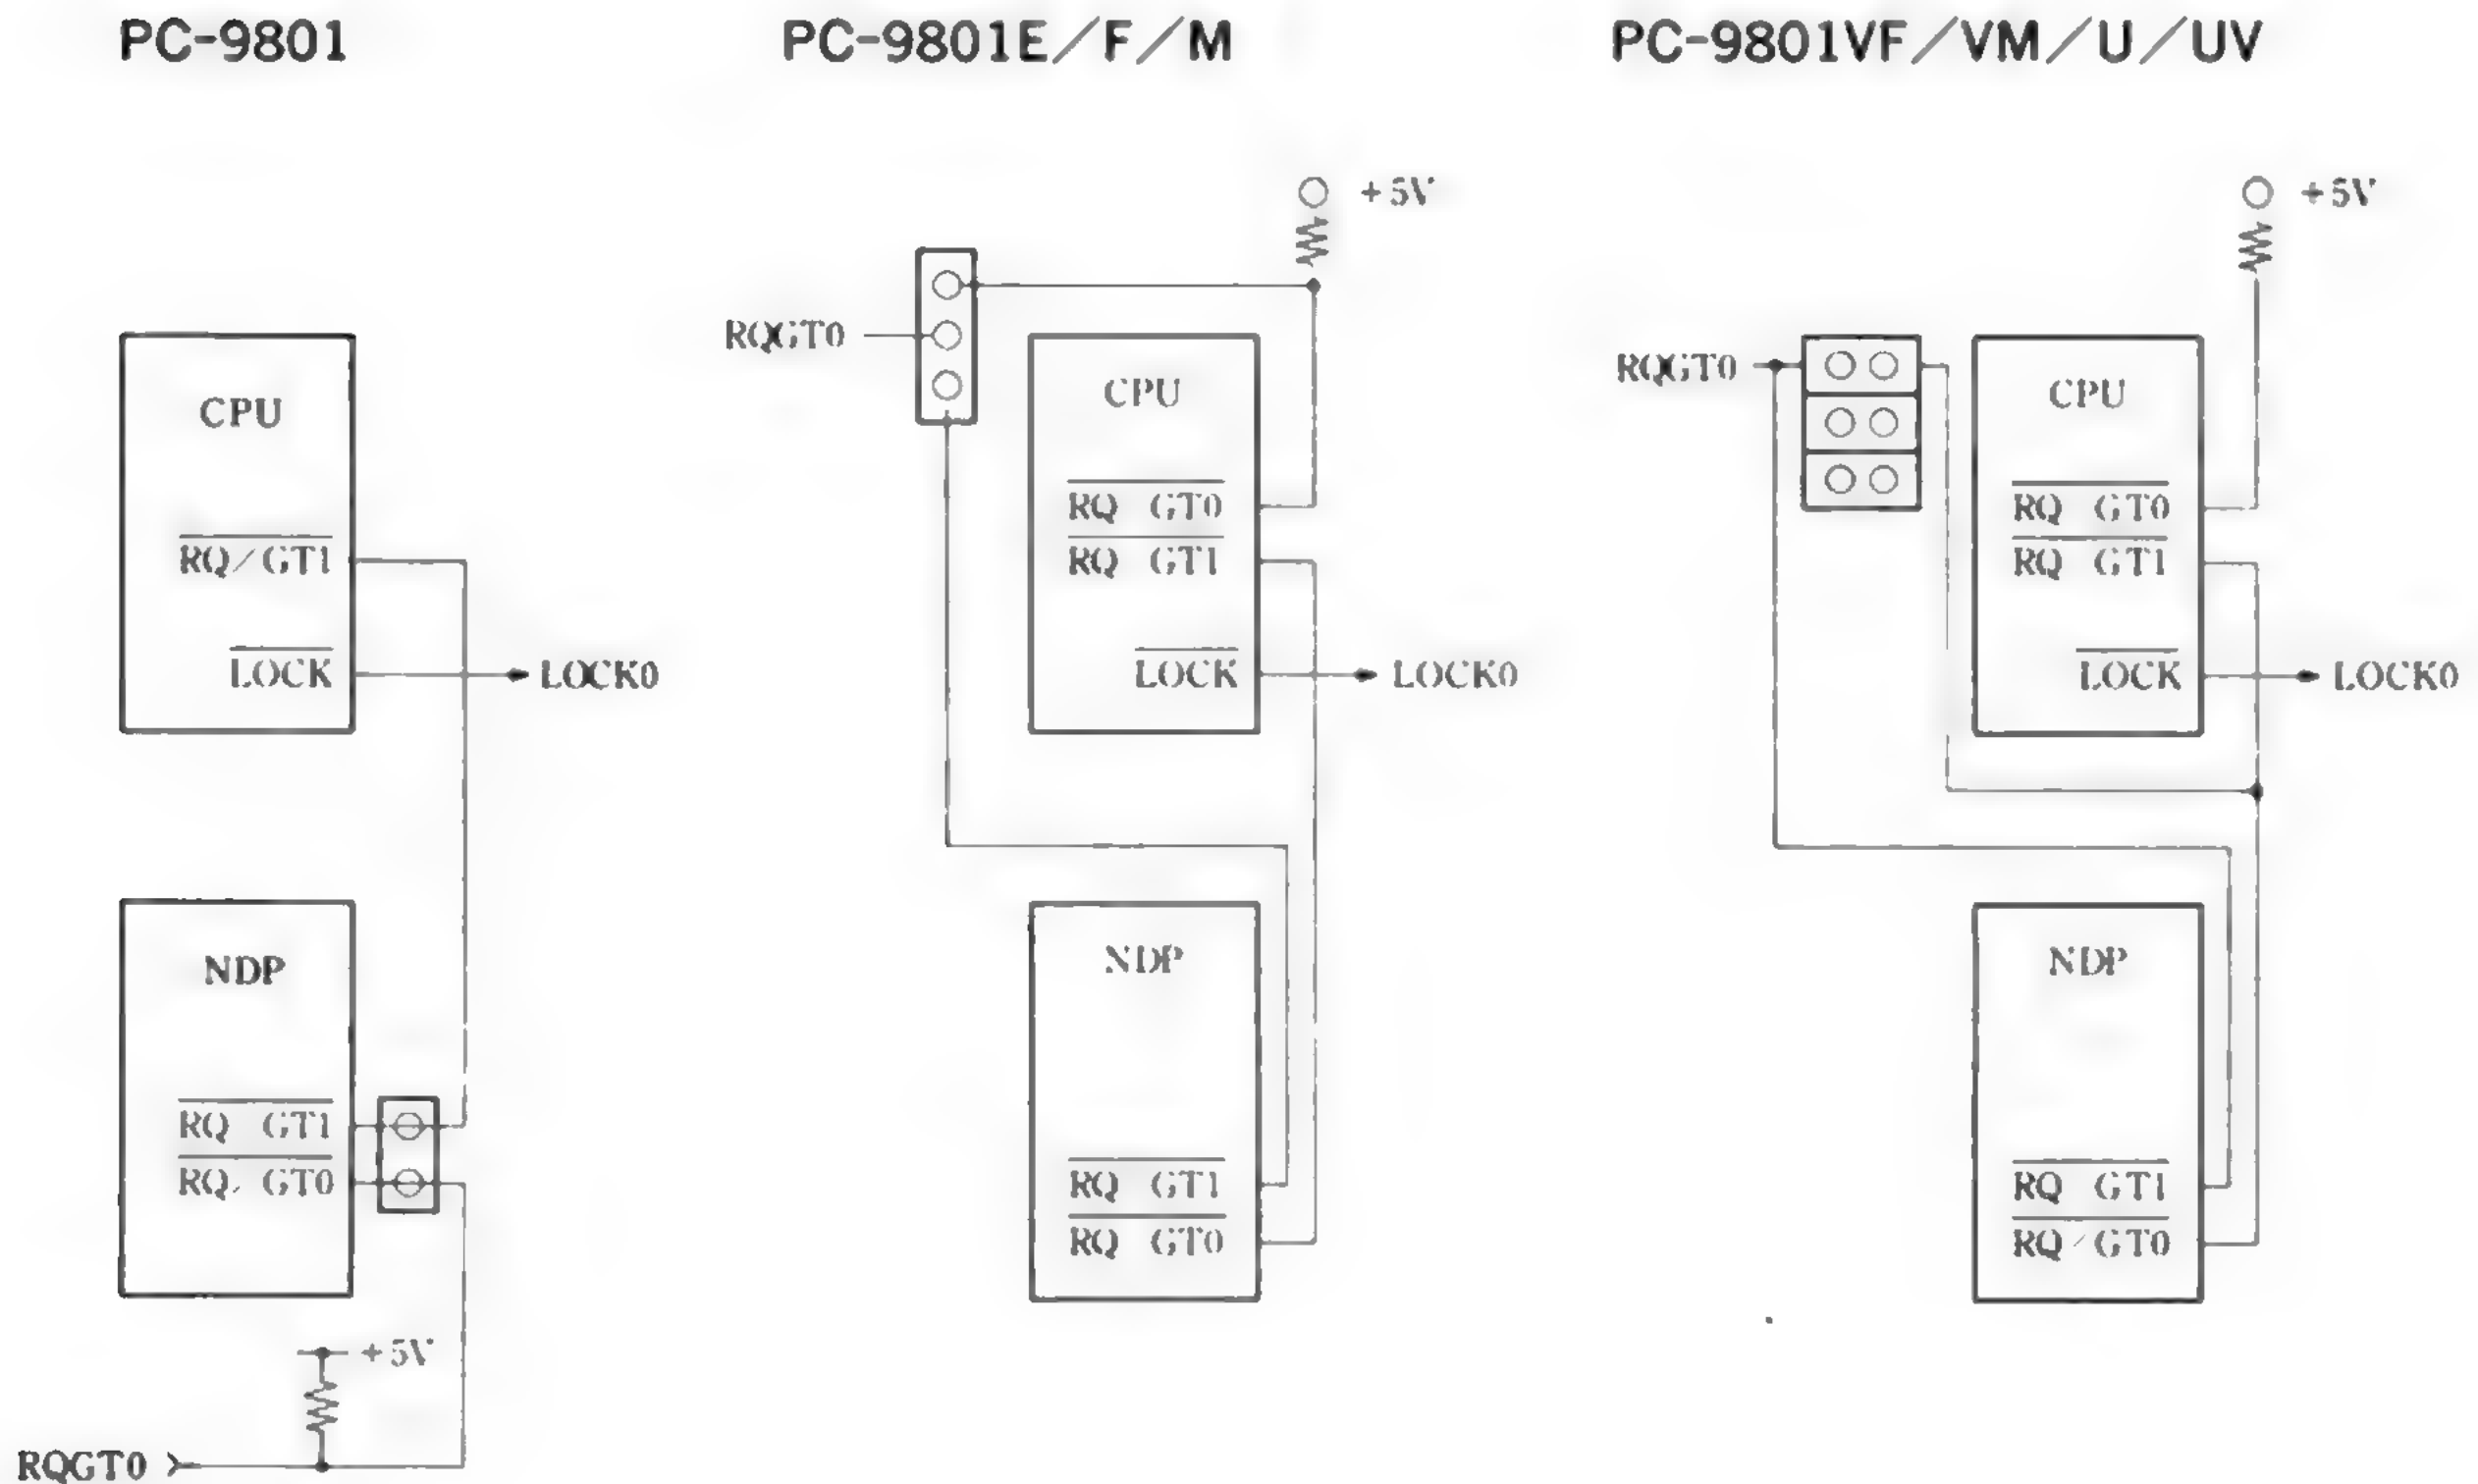 PC-9801
CPU
RQ/GT1
LOCK
LOCK0
NDP
RQ GT1
RQ/GT0
+5V
RQGT0
PC-9801E/F/M
+5V
RQGT0
CPU
RQ GT0
RQ GT1
LOCK
LOCK0
NDP
RQ GT1
RQ GT0
PC-9801VF/VM/U/UV
+5V
RQGT0
CPU
RQ GT0
RQ GT1
LOCK
LOCK0
NDP
RQ GT1
RQ/GT0